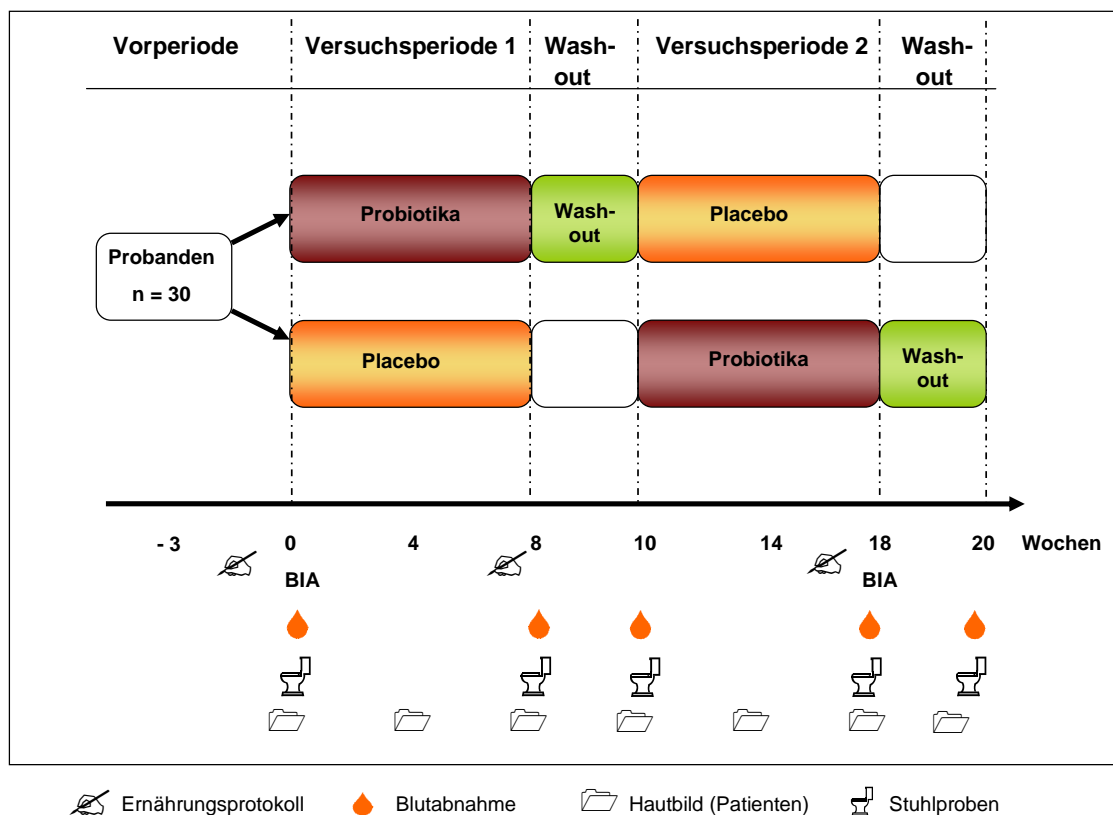 Vorperiode
Versuchsperiode 1
Wash-
out
Versuchsperiode 2
Wash-
out
Probiotika
Wash-
out
Placebo
Probanden
n = 30
Placebo
Probiotika
Wash-
out
- 3 0 4 8 10 14 18 20 Wochen
BIA BIA
Ernährungsprotokoll Blutabnahme Hautbild (Patienten) Stuhlproben